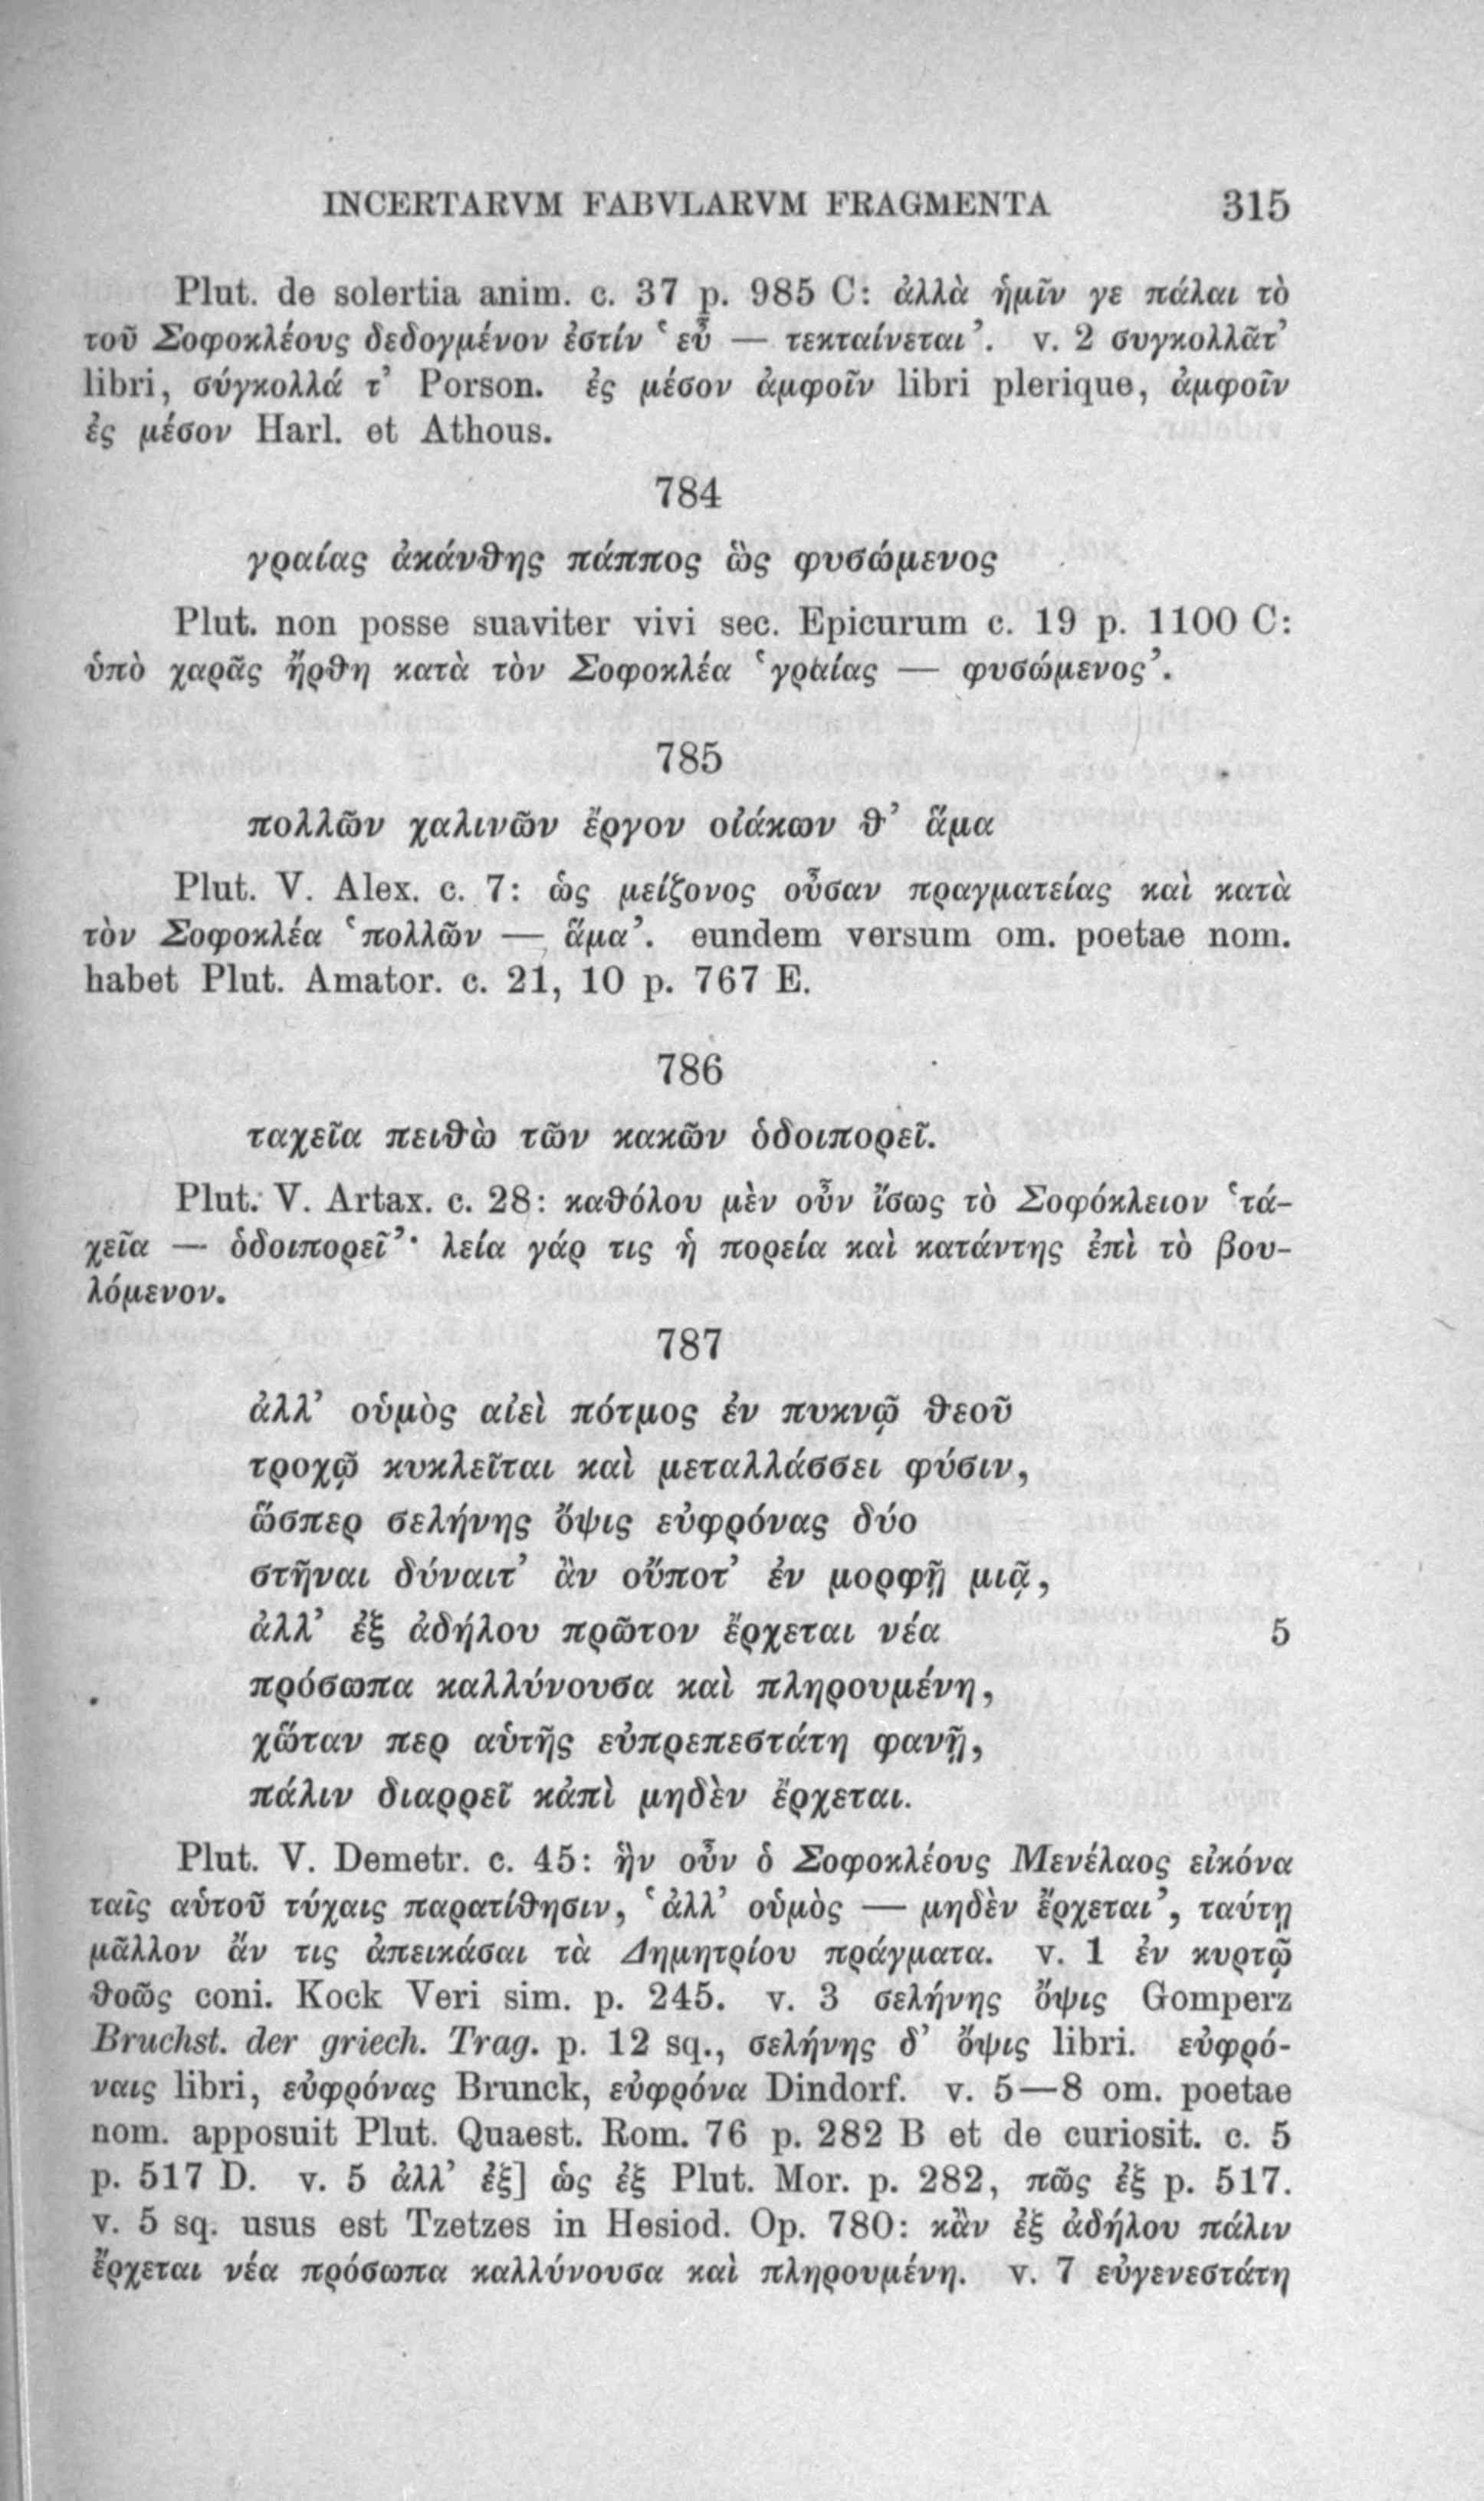 INCERTARVM FABVLARVM FRAGMENTA 315
Plut. de solertia anim. c. 37 p. 985 C: ἀλλὰ ἡμῖν γε πάλαι τὸ
τοῦ Σοφοκλέους δεδογμένον ἐστίν ‘εὖ — τεκταίνεται’. v. 2 συγκολλᾶτ’
libri, σύγκολλά τ’ Porson. ἐς μέσον ἀμφοῖν libri plerique, ἀμφοῖν
ἐς μέσον Harl. et Athous.
784
γραίας ἀκάνθης πάππος ὣς φυσώμενος
Plut. non posse suaviter vivi sec. Epicurum c. 19 p. 1100 C:
ὑπὸ χαρᾶς ἤρθη κατὰ τὸν Σοφοκλέα ‘γραίας — φυσώμενος’.
785
πολλῶν χαλινῶν ἔργον οἰάκων θ’ ἅμα
Plut. V. Alex. c. 7: ὡς μείζονος οὖσαν πραγματείας καὶ κατὰ
τὸν Σοφοκλέα ‘πολλῶν — ἅμα’. eundem versum om. poetae nom.
habet Plut. Amator. c. 21, 10 p. 767 E.
786
ταχεῖα πειθὼ τῶν κακῶν ὁδοιπορεῖ.
Plut. V. Artax. c. 28: καθόλου μὲν οὖν ἴσως τὸ Σοφόκλειον ‘τά-
χεῖα — ὁδοιπορεῖ’· λεία γάρ τις ἡ πορεία καὶ κατάντης ἐπὶ τὸ βου-
λόμενον.
787
ἀλλ’ οὑμὸς αἰεὶ πότμος ἐν πυκνῷ θεοῦ
τροχῷ κυκλεῖται καὶ μεταλλάσσει φύσιν,
ὥσπερ σελήνης ὄψις εὐφρόνας δύο
στῆναι δύναιτ’ ἂν οὔποτ’ ἐν μορφῇ μιᾷ,
ἀλλ’ ἐξ ἀδήλου πρῶτον ἔρχεται νέα 5
πρόσωπα καλλύνουσα καὶ πληρουμένη,
χὥταν περ αὑτῆς εὐπρεπεστάτη φανῇ,
πάλιν διαρρεῖ κἀπὶ μηδὲν ἔρχεται.
Plut. V. Demetr. c. 45: ἣν οὖν ὁ Σοφοκλέους Μενέλαος εἰκόνα
ταῖς αὑτοῦ τύχαις παρατίθησιν, ‘ἀλλ’ οὑμὸς — μηδὲν ἔρχεται’, ταύτῃ
μᾶλλον ἄν τις ἀπεικάσαι τὰ Δημητρίου πράγματα. v. 1 ἐν κυρτῷ
θοῶς coni. Kock Veri sim. p. 245. v. 3 σελήνης ὄψις Gomperz
Bruchst. der griech. Trag. p. 12 sq., σελήνης δ’ ὄψις libri. εὐφρό-
ναις libri, εὐφρόνας Brunck, εὐφρόνα Dindorf. v. 5—8 om. poetae
nom. apposuit Plut. Quaest. Rom. 76 p. 282 B et de curiosit. c. 5
p. 517 D. v. 5 ἀλλ’ ἐξ] ὡς ἐξ Plut. Mor. p. 282, πῶς ἐξ p. 517.
v. 5 sq. usus est Tzetzes in Hesiod. Op. 780: κἂν ἐξ ἀδήλου πάλιν
ἔρχεται νέα πρόσωπα καλλύνουσα καὶ πληρουμένη. v. 7 εὐγενεστάτη